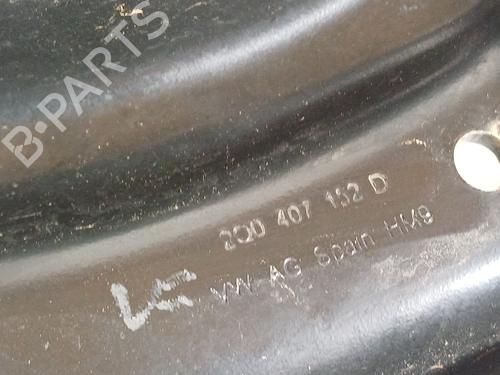 B-PARTS
2Q0 407 152 D
VW AG Spain HM9